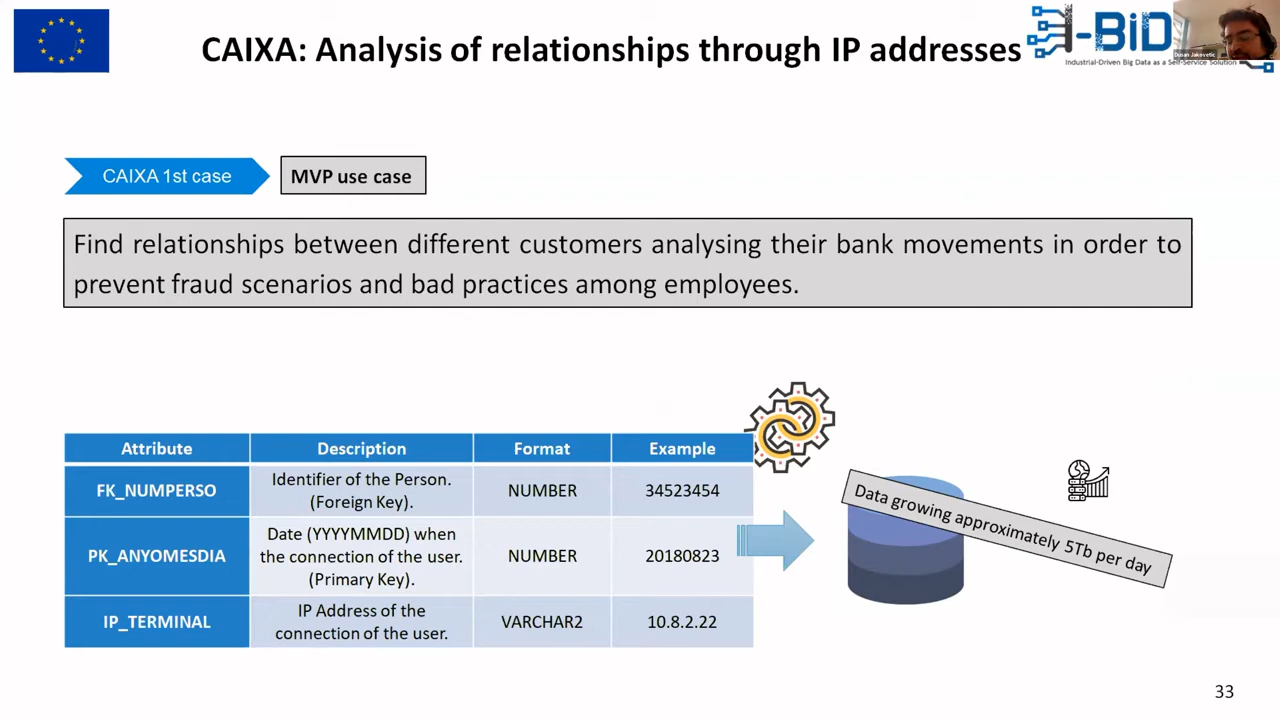 CAIXA: Analysis of relationships through IP addresses
I-BiD
Industrial-Driven Big Data as a Self-Service Solution
Dusan Jakovetic
CAIXA 1st case
MVP use case
Find relationships between different customers analysing their bank movements in order to
prevent fraud scenarios and bad practices among employees.
Attribute Description Format Example
FK_NUMPERSO
Identifier of the Person.
(Foreign Key).
NUMBER
34523454
PK_ANYOMESDIA
Date (YYYYMMDD) when
the connection of the user.
(Primary Key).
NUMBER
20180823
IP_TERMINAL
IP Address of the
connection of the user.
VARCHAR2
10.8.2.22
Data growing approximately 5Tb per day
33